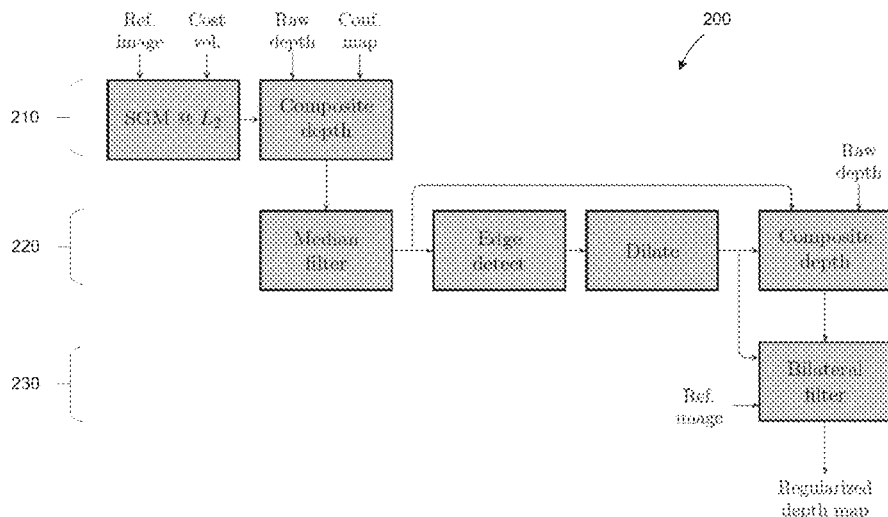 200
Ref. image
Cost vol.
Raw depth
Conf. map
210
SGM @ L₂
Composite depth
Raw depth
220
Median filter
Edge detect
Dilate
Composite depth
230
Bilateral filter
Ref. image
Regularized depth map